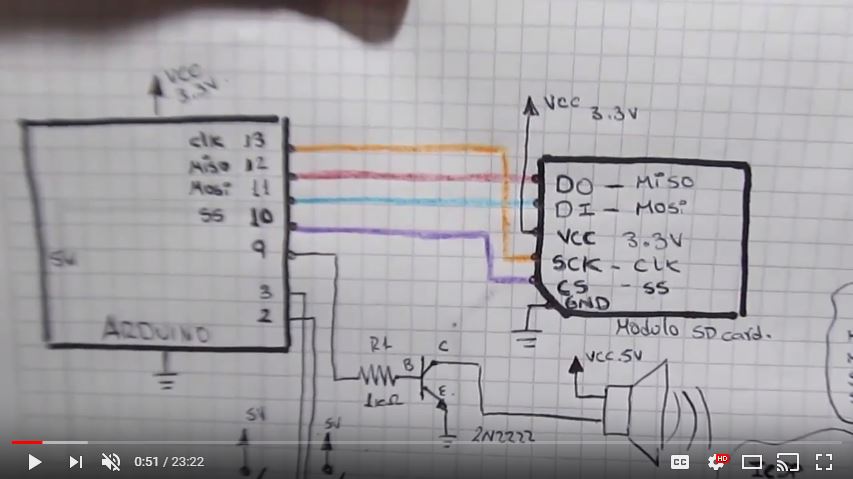 VCC
3.3V
VCC 3.3V
CLK 13
MISO 12
MOSI 11
SS 10
9
5V
3
2
ARDUINO
DO - MISO
DI - MOSI
VCC 3.3V
SCK - CLK
CS - SS
GND
Modulo SD card.
R1
1KΩ
B
C
E
2N2222
VCC.5V
5V
5V
ICSP
0:51 / 23:22
CC
HD